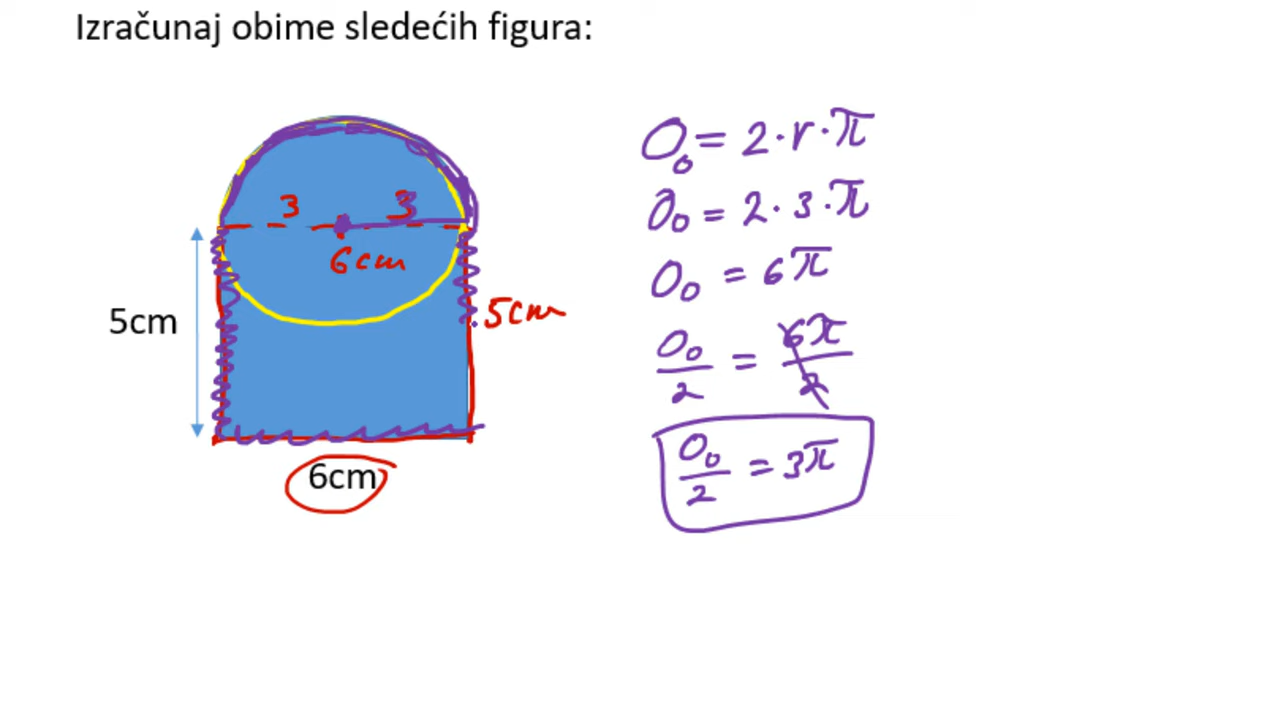 Izračunaj obime sledećih figura:
3 3
6cm
5cm
5cm
6cm
O₀ = 2·r·π
O₀ = 2·3·π
O₀ = 6π
O₀/2 = 6π/2
O₀/2 = 3π